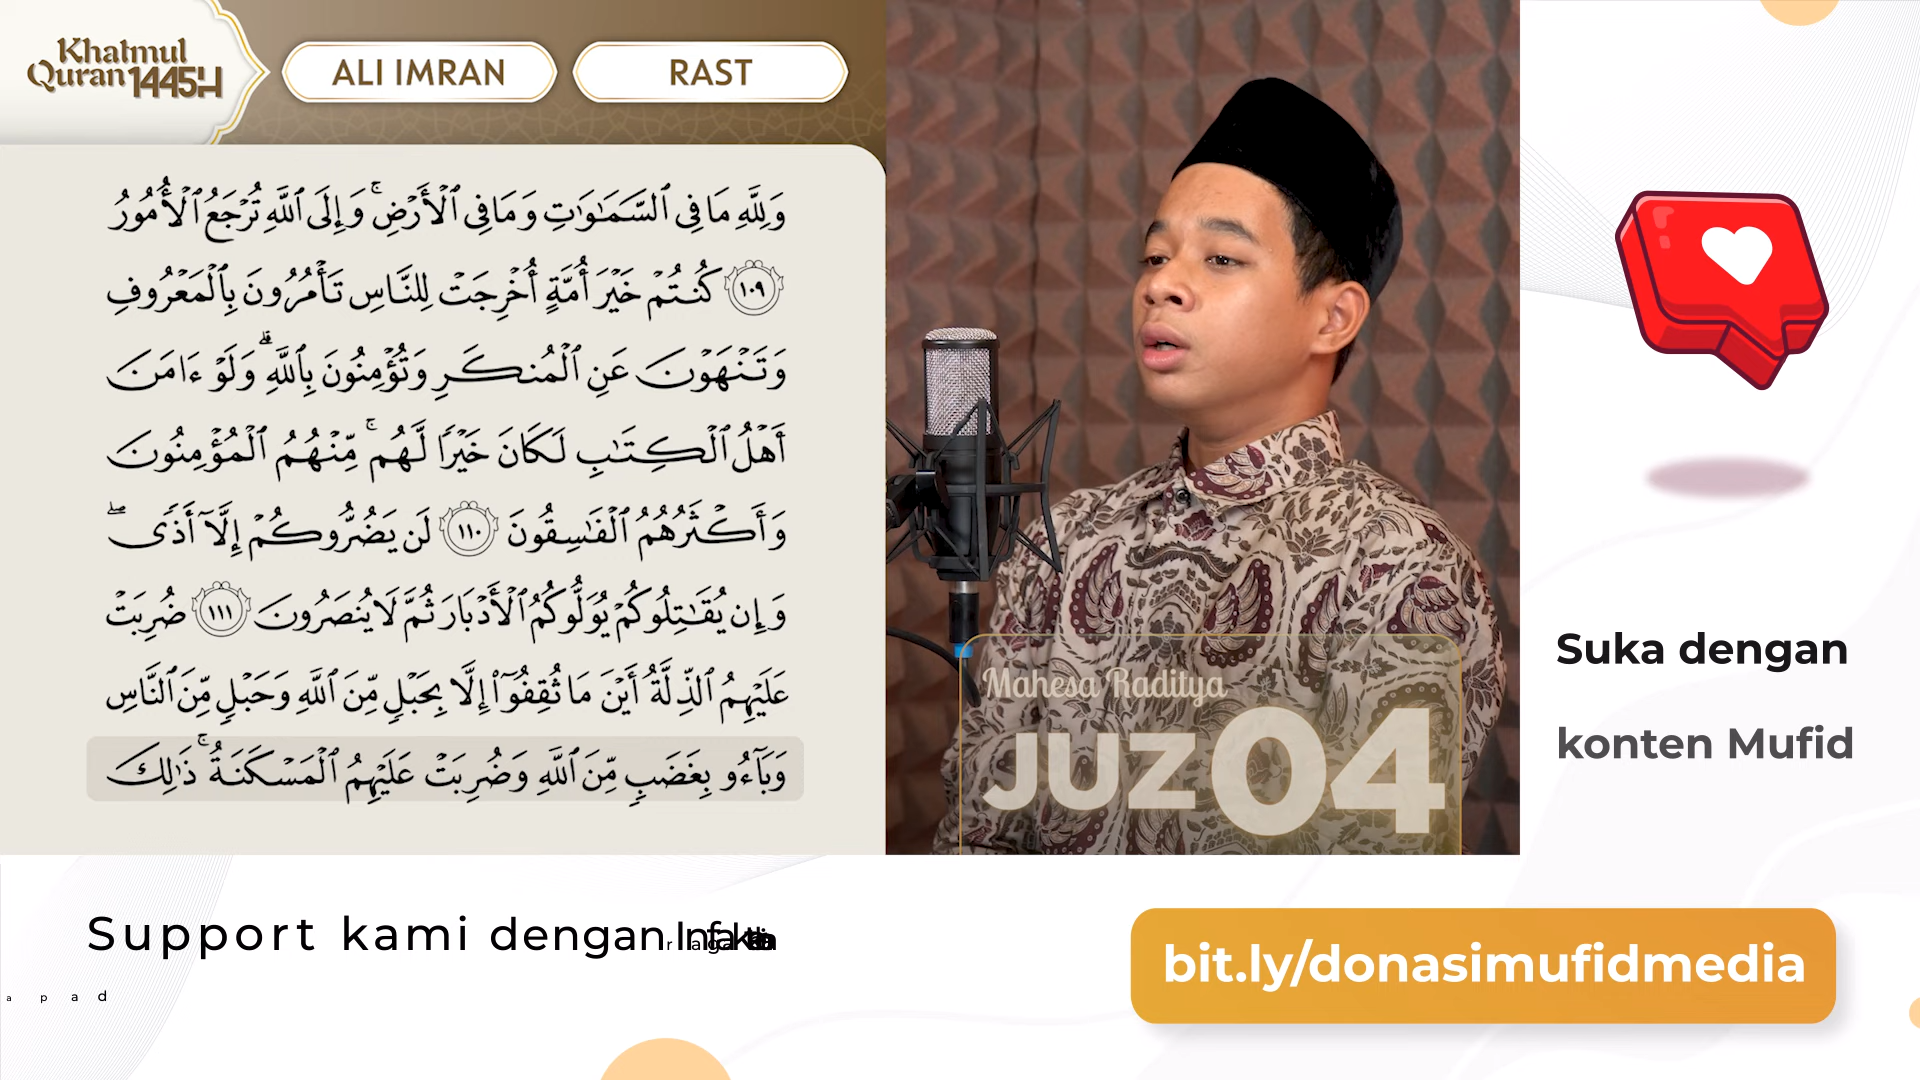 Khatmul
Quran 1445H
ALI IMRAN
RAST
وَلِلَّهِ مَا فِي ٱلسَّمَٰوَٰتِ وَمَا فِي ٱلْأَرْضِ ۚ وَإِلَى ٱللَّهِ تُرْجَعُ ٱلْأُمُورُ
١٠٩ كُنتُمْ خَيْرَ أُمَّةٍ أُخْرِجَتْ لِلنَّاسِ تَأْمُرُونَ بِٱلْمَعْرُوفِ
وَتَنْهَوْنَ عَنِ ٱلْمُنكَرِ وَتُؤْمِنُونَ بِٱللَّهِ ۗ وَلَوْ ءَامَنَ
أَهْلُ ٱلْكِتَٰبِ لَكَانَ خَيْرًا لَّهُم ۚ مِّنْهُمُ ٱلْمُؤْمِنُونَ
وَأَكْثَرُهُمُ ٱلْفَٰسِقُونَ ١١٠ لَن يَضُرُّوكُمْ إِلَّآ أَذًى ۖ
وَإِن يُقَٰتِلُوكُمْ يُوَلُّوكُمُ ٱلْأَدْبَارَ ثُمَّ لَا يُنصَرُونَ ١١١ ضُرِبَتْ
عَلَيْهِمُ ٱلذِّلَّةُ أَيْنَ مَا ثُقِفُوٓا۟ إِلَّا بِحَبْلٍ مِّنَ ٱللَّهِ وَحَبْلٍ مِّنَ ٱلنَّاسِ
وَبَآءُو بِغَضَبٍ مِّنَ ٱللَّهِ وَضُرِبَتْ عَلَيْهِمُ ٱلْمَسْكَنَةُ ۚ ذَٰلِكَ
Mahesa Raditya
JUZ 04
Suka dengan
konten Mufid
Support kami dengan
a p a d
bit.ly/donasimufidmedia